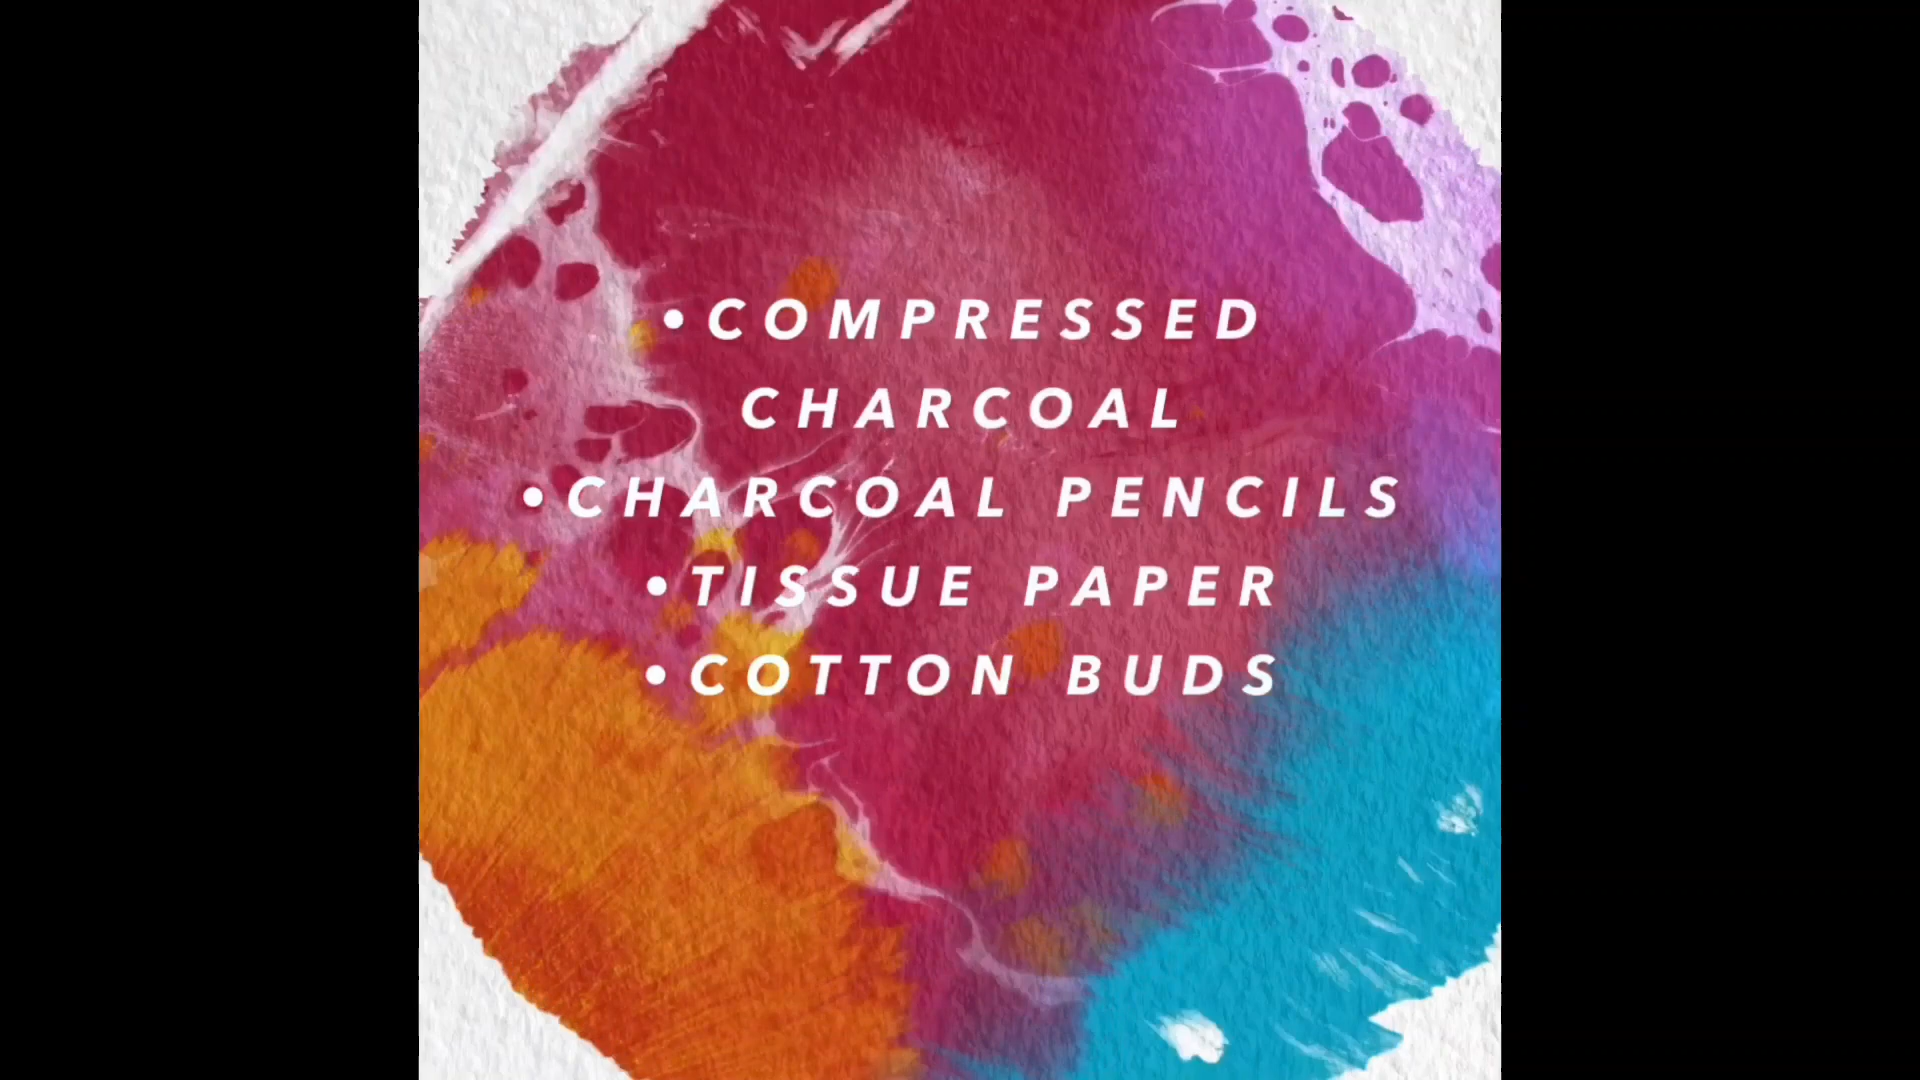 •COMPRESSED
CHARCOAL
•CHARCOAL PENCILS
•TISSUE PAPER
•COTTON BUDS